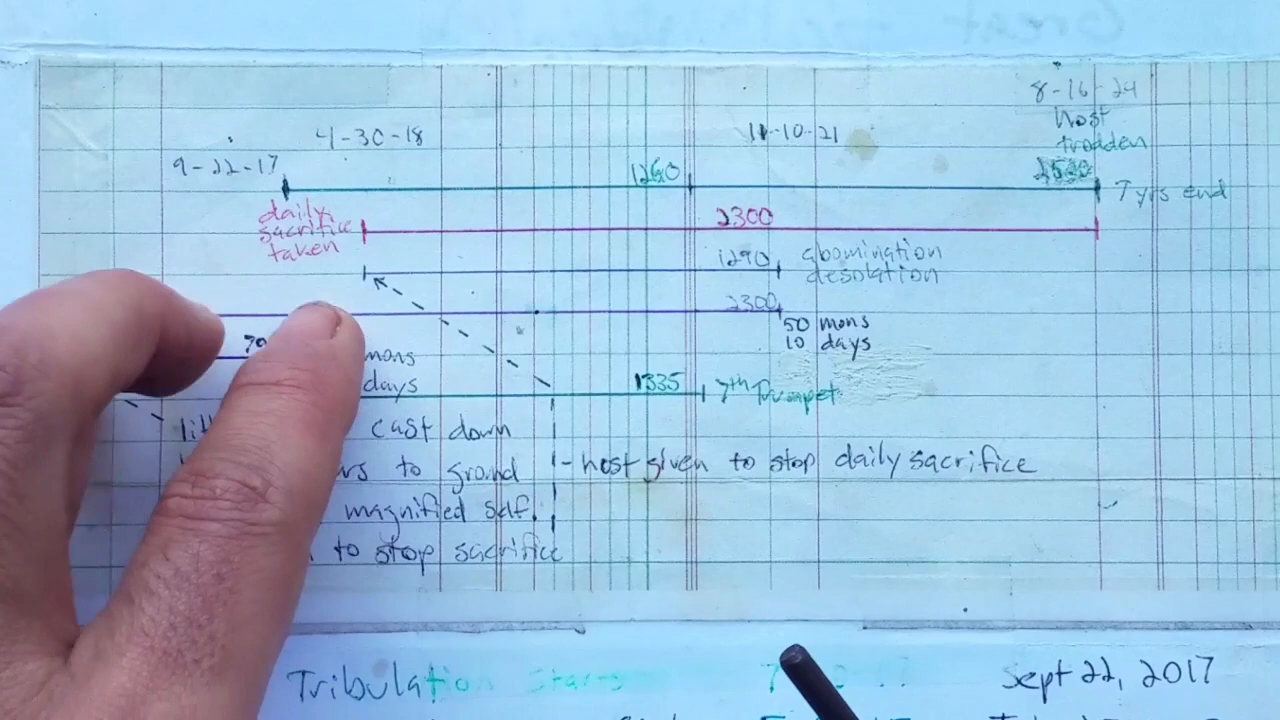 8-16-24
host
trodden
4-30-18
11-10-21
9-22-17
1260
2520
7 yrs end
daily
sacrifice
taken
2300
1290
abomination
desolation
2300
50 mons
10 days
mons
days
1335
7th Trumpet
cast down
to ground
-host given to stop daily sacrifice
magnified self
to stop sacrifice
Tribulation Starts
Sept 22, 2017